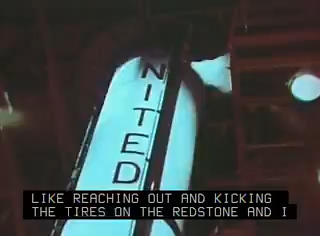 NITED
LIKE REACHING OUT AND KICKING
THE TIRES ON THE REDSTONE AND I